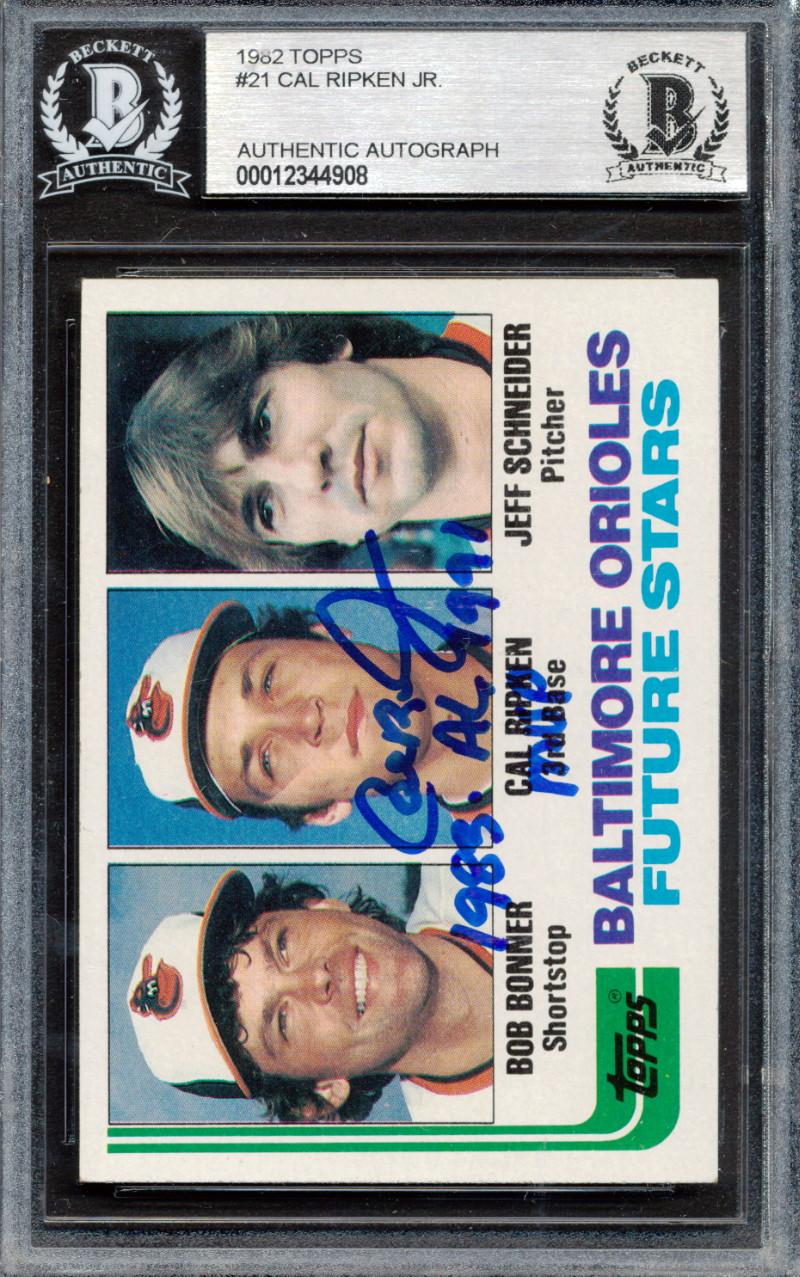 BECKETT
B
AUTHENTIC
1982 TOPPS
#21 CAL RIPKEN JR.
AUTHENTIC AUTOGRAPH
00012344908
BECKETT
B
AUTHENTIC
BOB BONNER
Shortstop
CAL RIPKEN
3rd Base
JEFF SCHNEIDER
Pitcher
BALTIMORE ORIOLES
FUTURE STARS
Topps®
1983. AL. 1991
MVP